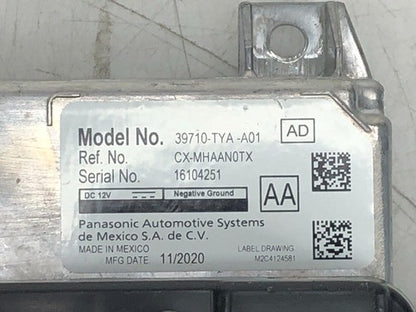 Model No. 39710-TYA -A01 AD
Ref. No. CX-MHAAN0TX
Serial No. 16104251
DC 12V Negative Ground
AA
Panasonic Automotive Systems
de Mexico S.A. de C.V.
MADE IN MEXICO LABEL DRAWING
MFG DATE. 11/2020 M2C4124581